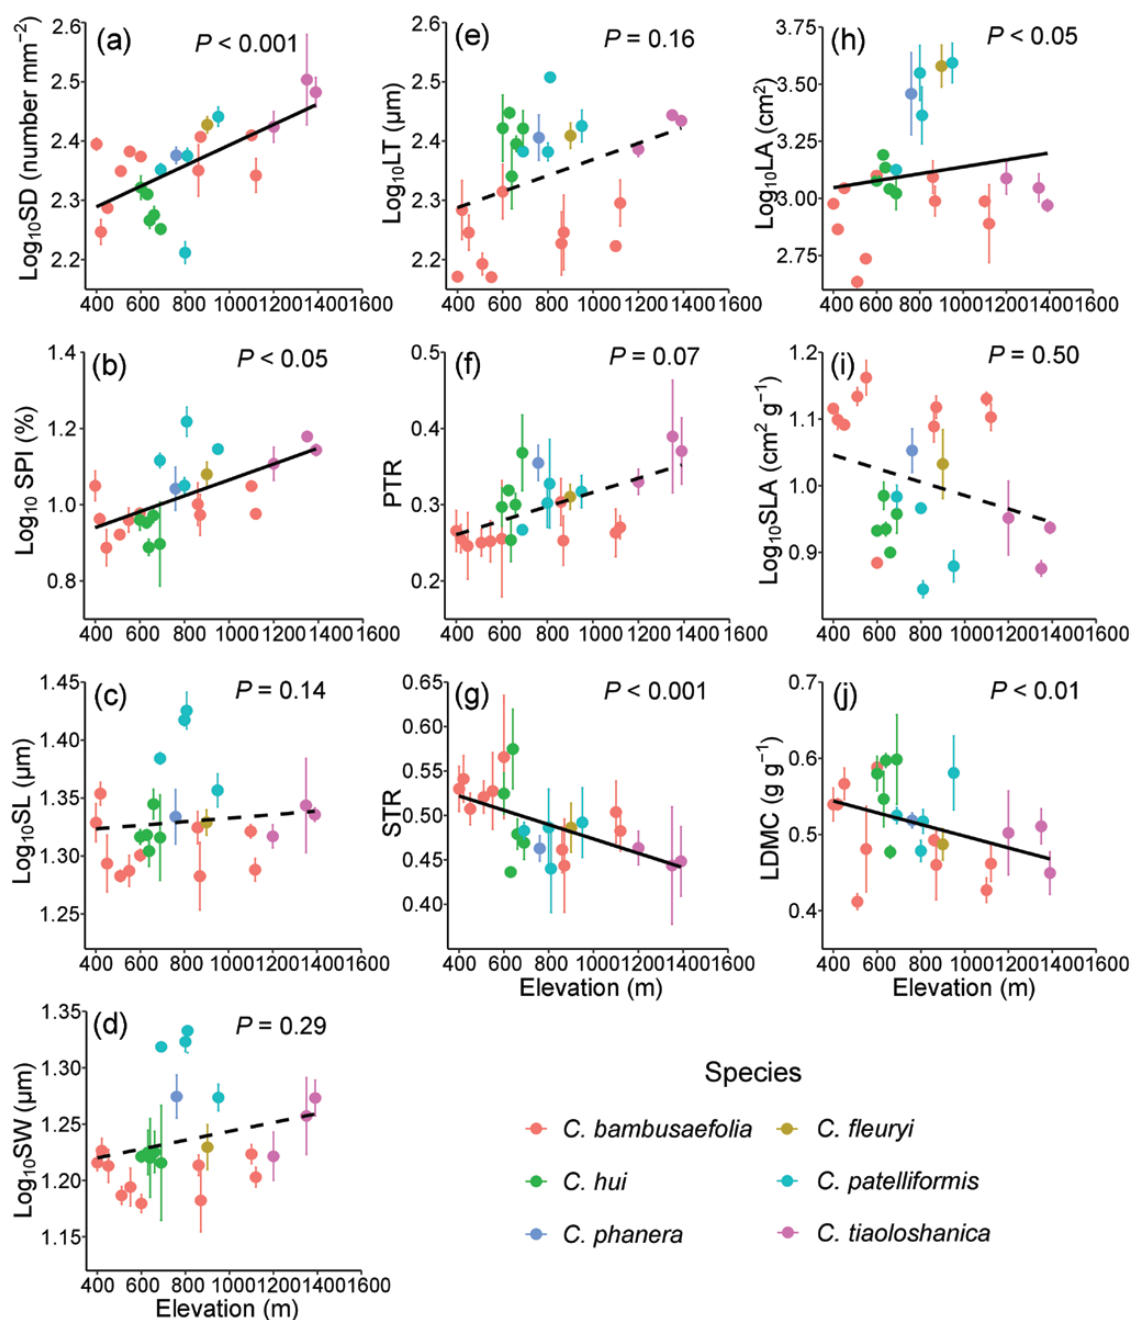 (a) P < 0.001
Log₁₀SD (number mm⁻²)
2.6
2.5
2.4
2.3
2.2
400 600 800 1000 1200 1400 1600
(e) P = 0.16
Log₁₀LT (μm)
2.6
2.5
2.4
2.3
2.2
400 600 800 1000 1200 1400 1600
(h) P < 0.05
Log₁₀LA (cm²)
3.75
3.50
3.25
3.00
2.75
400 600 800 1000 1200 1400 1600
(b) P < 0.05
Log₁₀ SPI (%)
1.4
1.2
1.0
0.8
400 600 800 1000 1200 1400 1600
(f) P = 0.07
PTR
0.5
0.4
0.3
0.2
400 600 800 1000 1200 1400 1600
(i) P = 0.50
Log₁₀SLA (cm² g⁻¹)
1.2
1.1
1.0
0.9
400 600 800 1000 1200 1400 1600
(c) P = 0.14
Log₁₀SL (μm)
1.45
1.40
1.35
1.30
1.25
400 600 800 1000 1200 1400 1600
(g) P < 0.001
STR
0.65
0.60
0.55
0.50
0.45
0.40
400 600 800 1000 1200 1400 1600
Elevation (m)
(j) P < 0.01
LDMC (g g⁻¹)
0.7
0.6
0.5
0.4
400 600 800 1000 1200 1400 1600
Elevation (m)
(d) P = 0.29
Log₁₀SW (μm)
1.35
1.30
1.25
1.20
1.15
400 600 800 1000 1200 1400 1600
Elevation (m)
Species
C. bambusaefolia
C. fleuryi
C. hui
C. patelliformis
C. phanera
C. tiaoloshanica